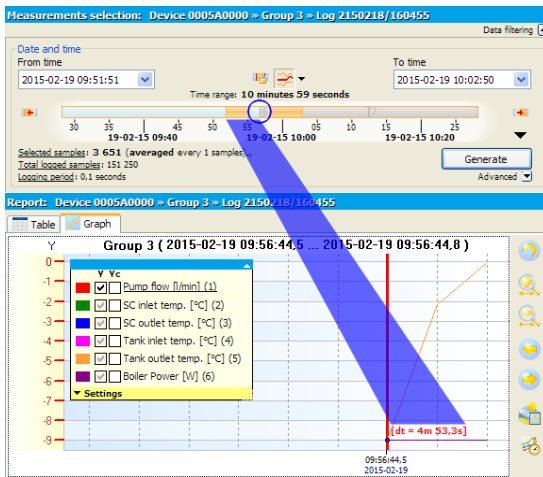 Measurements selection: Device 0005A0000 » Group 3 » Log 2150218/160455
Data filtering
Date and time
From time
To time
2015-02-19 09:51:51
2015-02-19 10:02:50
Time range: 10 minutes 59 seconds
6
7
30 35 45 50 55 05 10 15 25
19-02-15 09:40 19-02-15 10:00 19-02-15 10:20
Selected samples: 3 651 (averaged every 1 samples)...
Total logged samples: 151 250
Logging period: 0,1 seconds
Generate
Advanced
Report: Device 0005A0000 » Group 3 » Log 2150218/160455
Table Graph
Y Group 3 ( 2015-02-19 09:56:44,5 ... 2015-02-19 09:56:44,8 )
0
-1
-2
-3
-4
-5
-6
-7
-8
-9
Y Yc
Pump flow [l/min] (1)
SC inlet temp. [°C] (2)
SC outlet temp. [°C] (3)
Tank inlet temp. [°C] (4)
Tank outlet temp. [°C] (5)
Boiler Power [W] (6)
Settings
[dt = 4m 53,3s]
09:56:44,5
2015-02-19